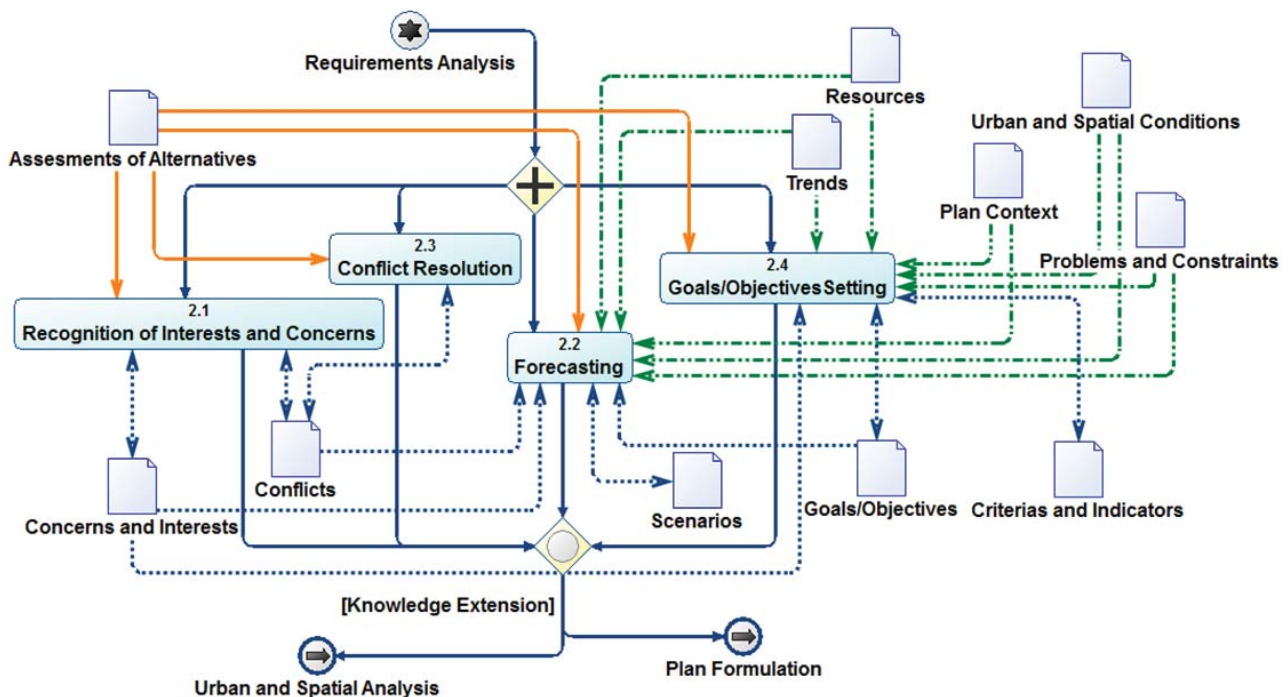 Requirements Analysis
Resources
Urban and Spatial Conditions
Assesments of Alternatives
Trends
Plan Context
2.3
Conflict Resolution
2.4
Goals/Objectives Setting
Problems and Constraints
2.1
Recognition of Interests and Concerns
2.2
Forecasting
Conflicts
Concerns and Interests
Scenarios
Goals/Objectives
Criterias and Indicators
[Knowledge Extension]
Plan Formulation
Urban and Spatial Analysis